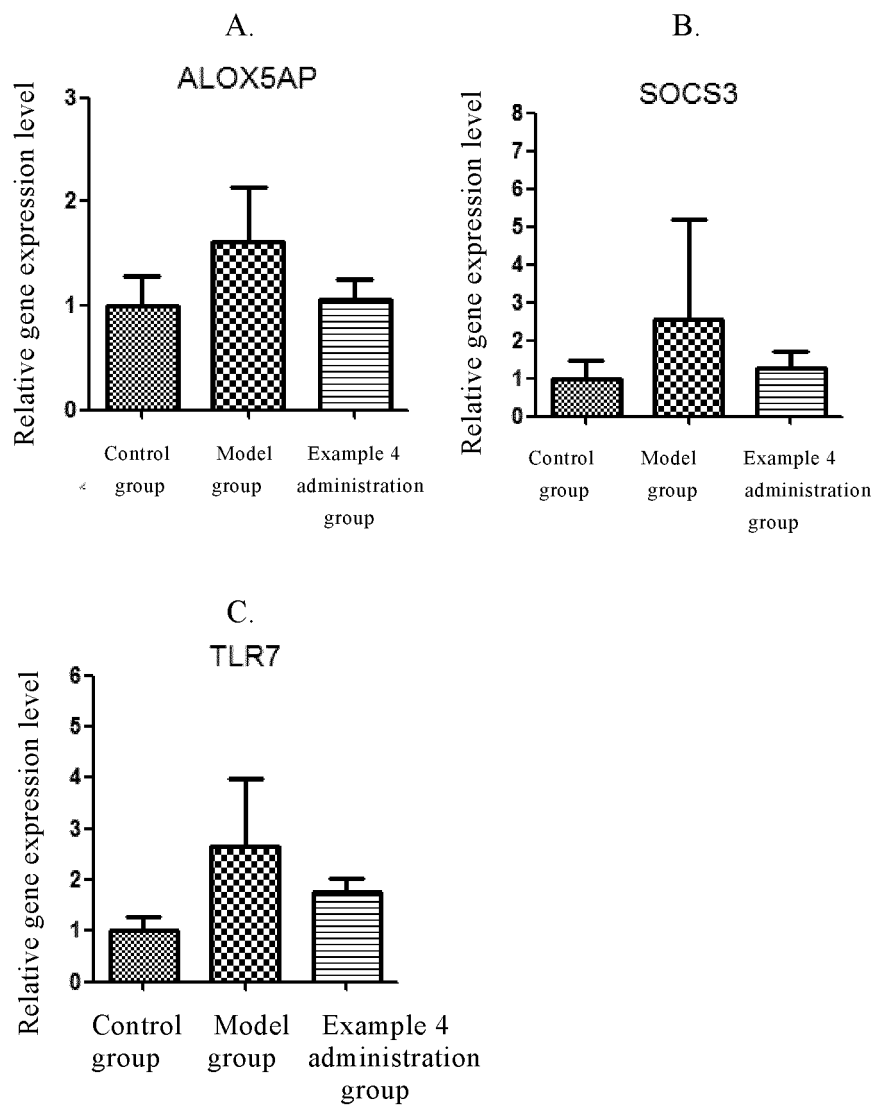 A.
ALOX5AP
Relative gene expression level
3
2
1
0
Control
group
Model
group
Example 4
administration
group
B.
SOCS3
Relative gene expression level
8
7
6
5
4
3
2
1
0
Control
group
Model
group
Example 4
administration
group
C.
TLR7
Relative gene expression level
6
5
4
3
2
1
0
Control
group
Model
group
Example 4
administration
group